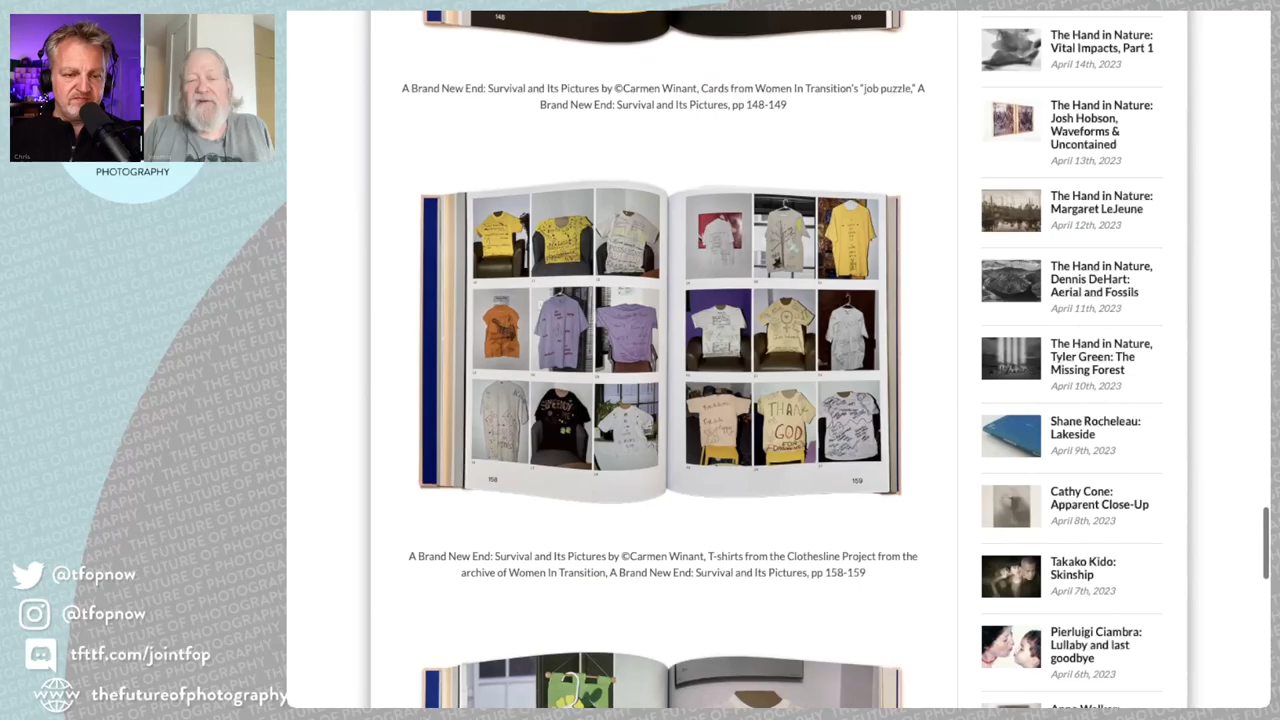 Chris
PHOTOGRAPHY
@tfopnow
@tfopnow
tfttf.com/jointfop
thefutureofphotography
148
149
A Brand New End: Survival and Its Pictures by ©Carmen Winant, Cards from Women In Transition's "job puzzle," A
Brand New End: Survival and Its Pictures, pp 148-149
THANK
GOD
FOR
158
159
A Brand New End: Survival and Its Pictures by ©Carmen Winant, T-shirts from the Clothesline Project from the
archive of Women In Transition, A Brand New End: Survival and Its Pictures, pp 158-159
The Hand in Nature:
Vital Impacts, Part 1
April 14th, 2023
The Hand in Nature:
Josh Hobson,
Waveforms &
Uncontained
April 13th, 2023
The Hand in Nature:
Margaret LeJeune
April 12th, 2023
The Hand in Nature,
Dennis DeHart:
Aerial and Fossils
April 11th, 2023
The Hand in Nature,
Tyler Green: The
Missing Forest
April 10th, 2023
Shane Rocheleau:
Lakeside
April 9th, 2023
Cathy Cone:
Apparent Close-Up
April 8th, 2023
Takako Kido:
Skinship
April 7th, 2023
Pierluigi Ciambra:
Lullaby and last
goodbye
April 6th, 2023